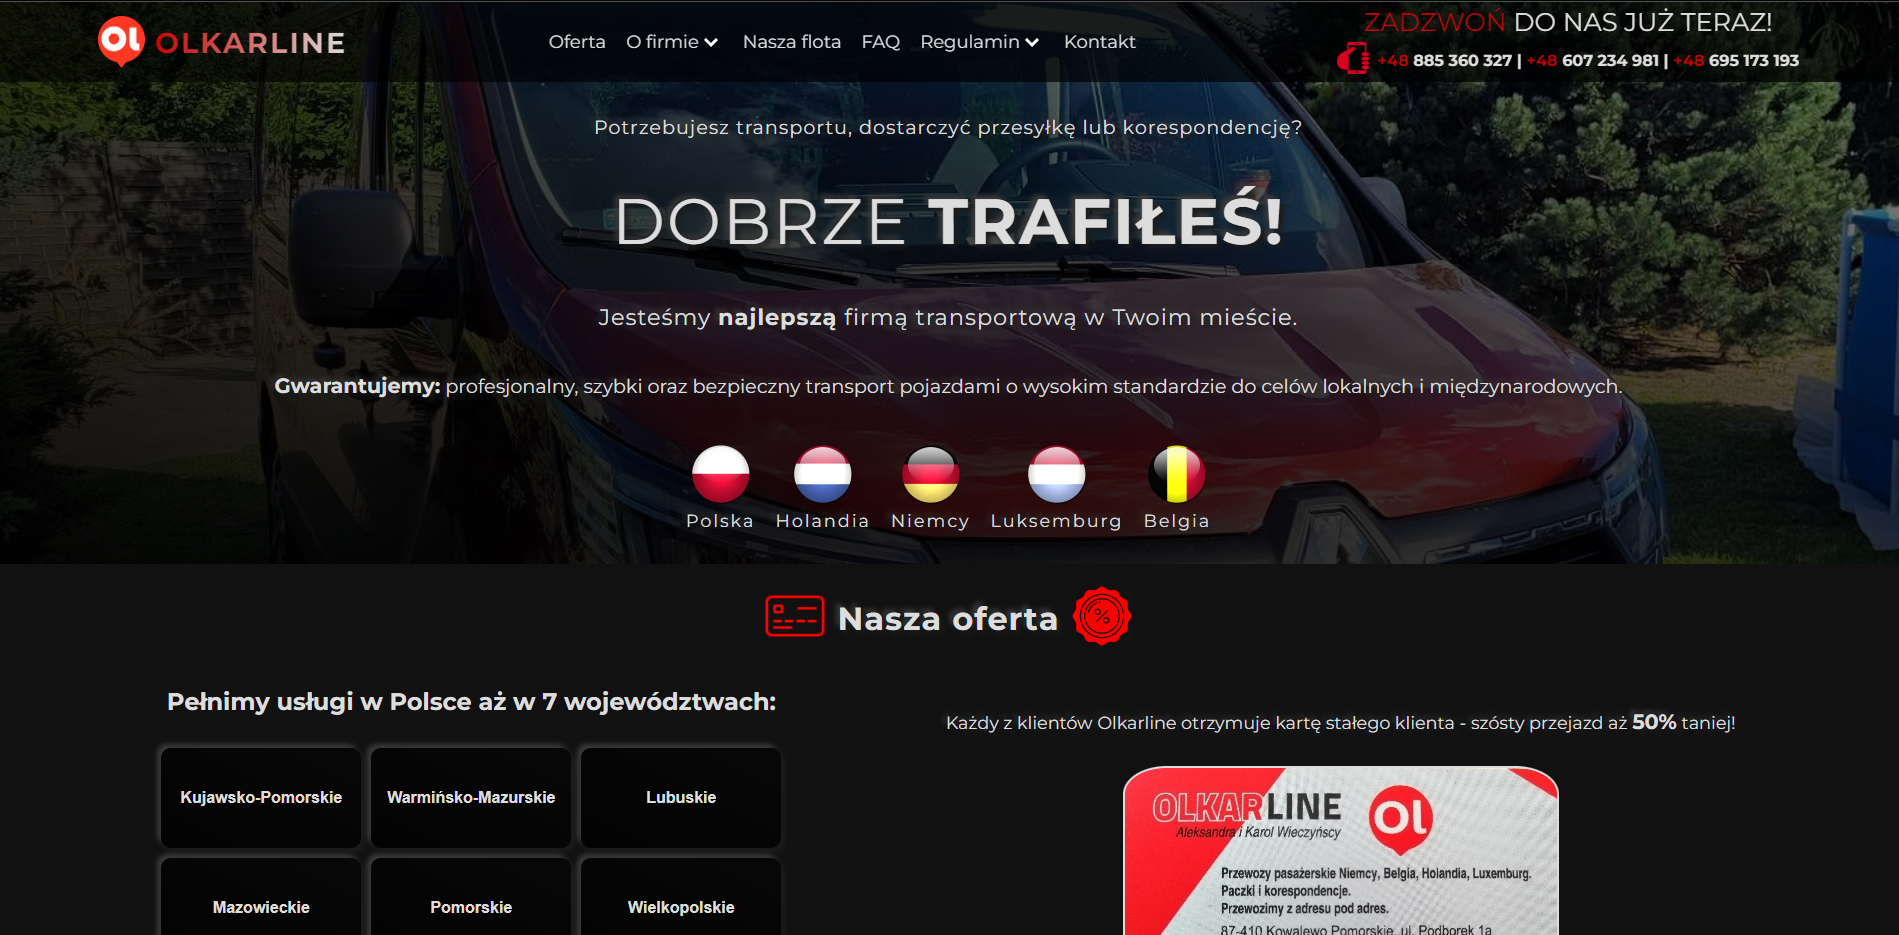 OL OLKARLINE
Oferta O firmie Nasza flota FAQ Regulamin Kontakt
ZADZWOŃ DO NAS JUŻ TERAZ!
+48 885 360 327 | +48 607 234 981 | +48 695 173 193
Potrzebujesz transportu, dostarczyć przesyłkę lub korespondencję?
DOBRZE TRAFIŁEŚ!
Jesteśmy najlepszą firmą transportową w Twoim mieście.
Gwarantujemy: profesjonalny, szybki oraz bezpieczny transport pojazdami o wysokim standardzie do celów lokalnych i międzynarodowych.
Polska Holandia Niemcy Luksemburg Belgia
Nasza oferta %
Pełnimy usługi w Polsce aż w 7 województwach:
Kujawsko-Pomorskie Warmińsko-Mazurskie Lubuskie
Mazowieckie Pomorskie Wielkopolskie
Każdy z klientów Olkarline otrzymuje kartę stałego klienta - szósty przejazd aż 50% taniej!
OLKARLINE OL
Aleksandra i Karol Wieczyńscy
Przewozy pasażerskie Niemcy, Belgia, Holandia, Luxemburg.
Paczki i korespondencje.
Przewozimy z adresu pod adres.
87-410 Kowalewo Pomorskie, ul. Podborek 1a